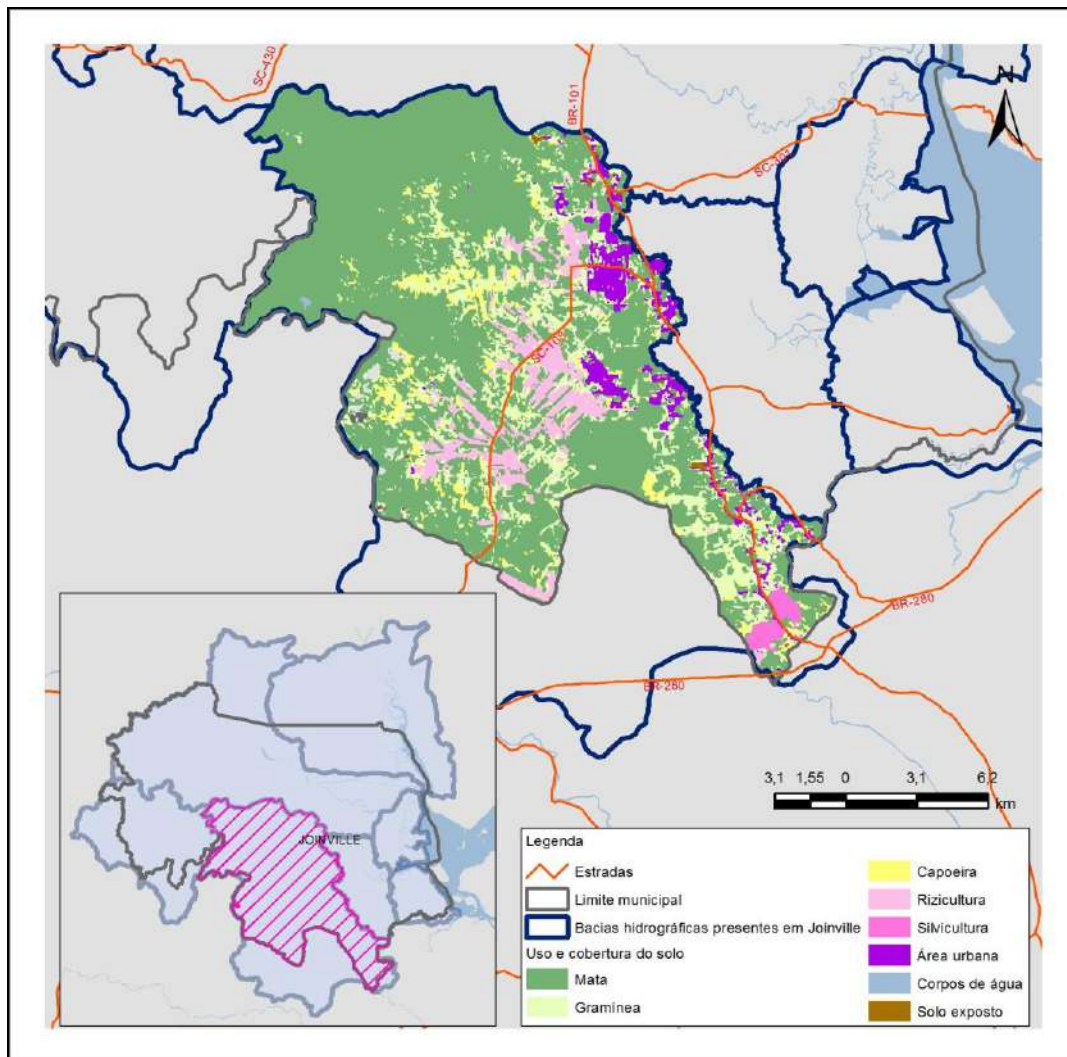 SC-430
BR-101
N
SC-301
SC-108
BR-280
BR-280
3,1 1,55 0 3,1 6,2
km
JOINVILLE
Legenda
Estradas
Limite municipal
Bacias hidrográficas presentes em Joinville
Uso e cobertura do solo
Mata
Gramínea
Capoeira
Rizicultura
Silvicultura
Área urbana
Corpos de água
Solo exposto